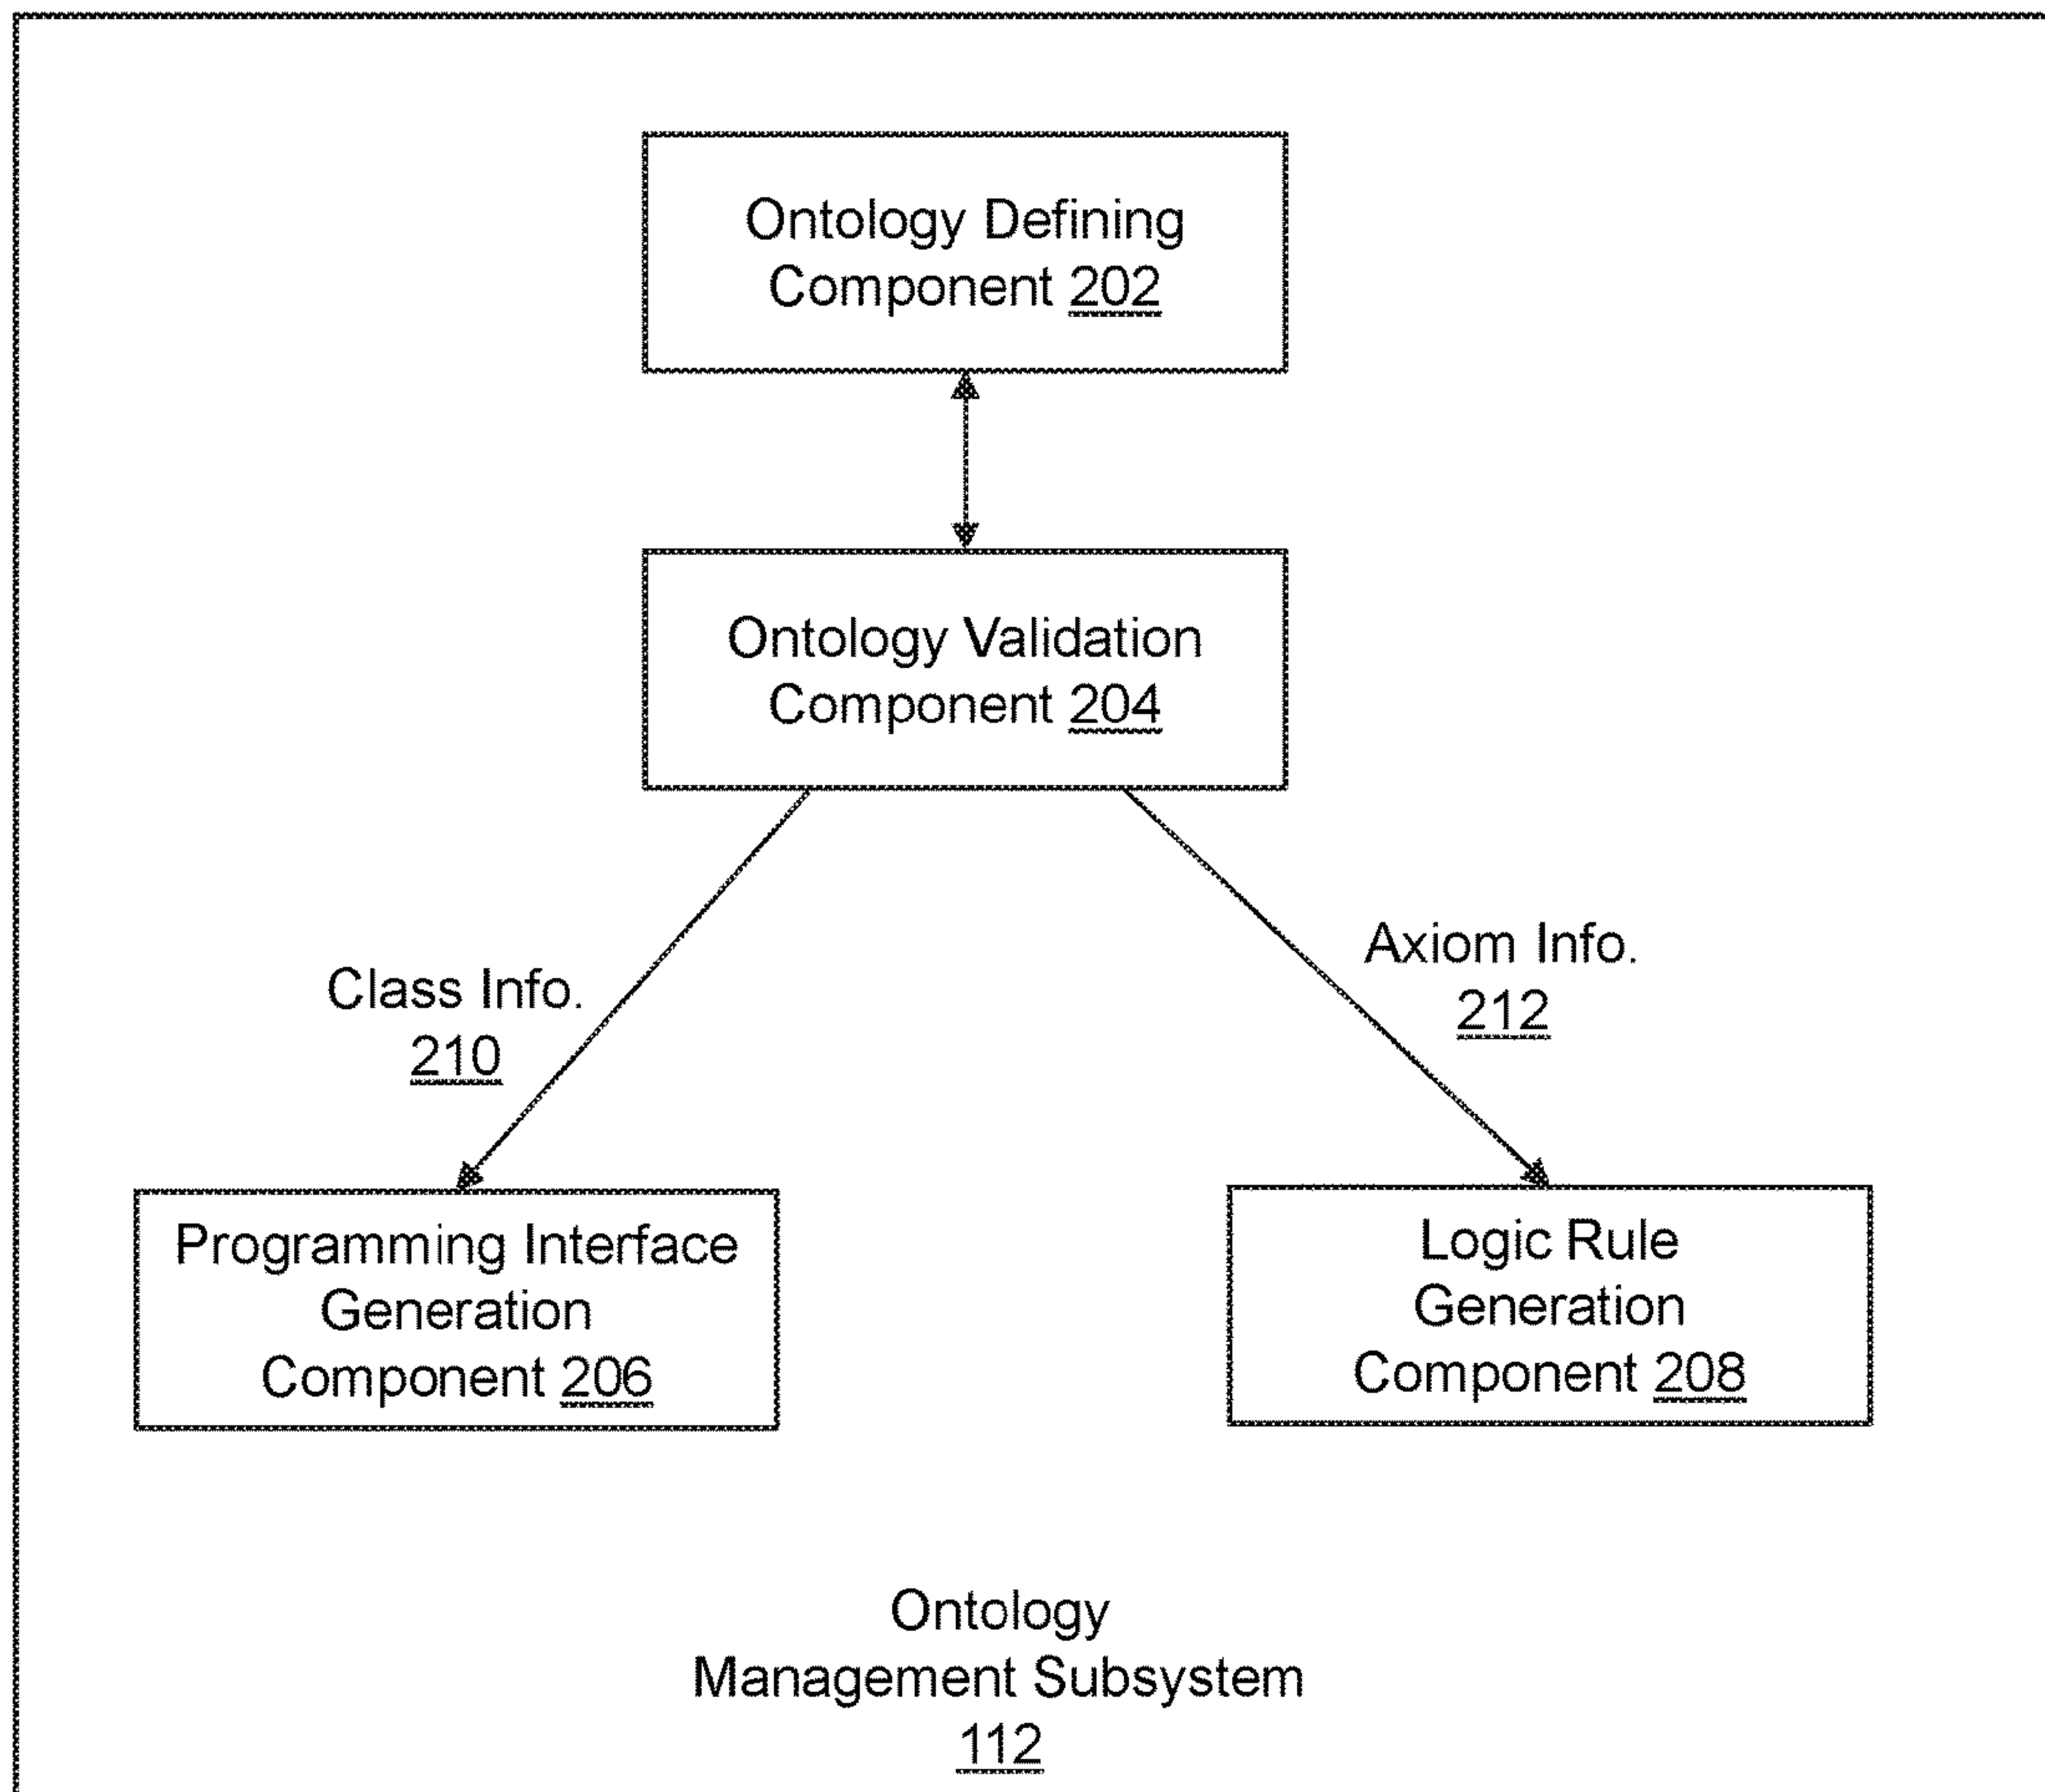 Ontology Defining
Component 202
Ontology Validation
Component 204
Class Info.
210
Axiom Info.
212
Programming Interface
Generation
Component 206
Logic Rule
Generation
Component 208
Ontology
Management Subsystem
112